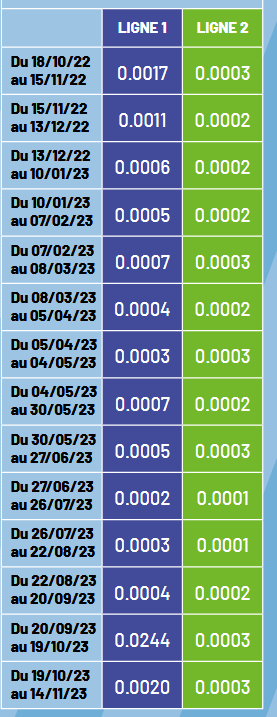 LIGNE 1 LIGNE 2
Du 18/10/22
au 15/11/22 0.0017 0.0003
Du 15/11/22
au 13/12/22 0.0011 0.0002
Du 13/12/22
au 10/01/23 0.0006 0.0002
Du 10/01/23
au 07/02/23 0.0005 0.0002
Du 07/02/23
au 08/03/23 0.0007 0.0003
Du 08/03/23
au 05/04/23 0.0004 0.0002
Du 05/04/23
au 04/05/23 0.0003 0.0003
Du 04/05/23
au 30/05/23 0.0007 0.0002
Du 30/05/23
au 27/06/23 0.0005 0.0003
Du 27/06/23
au 26/07/23 0.0002 0.0001
Du 26/07/23
au 22/08/23 0.0003 0.0001
Du 22/08/23
au 20/09/23 0.0004 0.0002
Du 20/09/23
au 19/10/23 0.0244 0.0003
Du 19/10/23
au 14/11/23 0.0020 0.0003